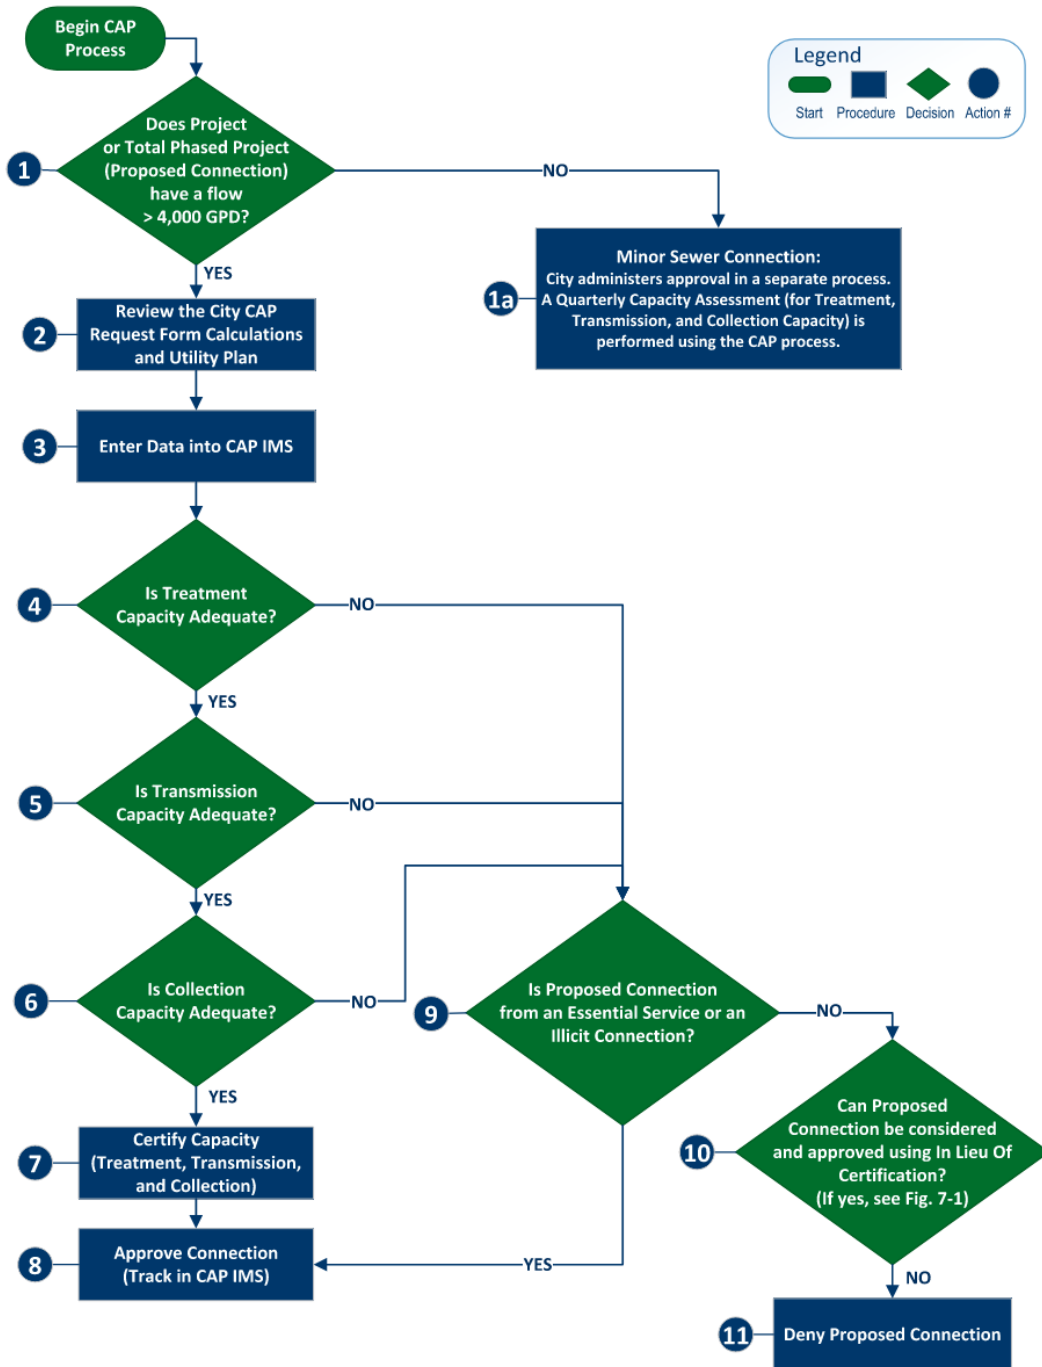 Begin CAP
Process
Legend
Start Procedure Decision Action #
1
Does Project
or Total Phased Project
(Proposed Connection)
have a flow
> 4,000 GPD?
NO
YES
1a
Minor Sewer Connection:
City administers approval in a separate process.
A Quarterly Capacity Assessment (for Treatment,
Transmission, and Collection Capacity) is
performed using the CAP process.
2
Review the City CAP
Request Form Calculations
and Utility Plan
3
Enter Data into CAP IMS
4
Is Treatment
Capacity Adequate?
NO
YES
5
Is Transmission
Capacity Adequate?
NO
YES
6
Is Collection
Capacity Adequate?
NO
YES
9
Is Proposed Connection
from an Essential Service or an
Illicit Connection?
NO
YES
10
Can Proposed
Connection be considered
and approved using In Lieu Of
Certification?
(If yes, see Fig. 7-1)
NO
7
Certify Capacity
(Treatment, Transmission,
and Collection)
8
Approve Connection
(Track in CAP IMS)
11
Deny Proposed Connection